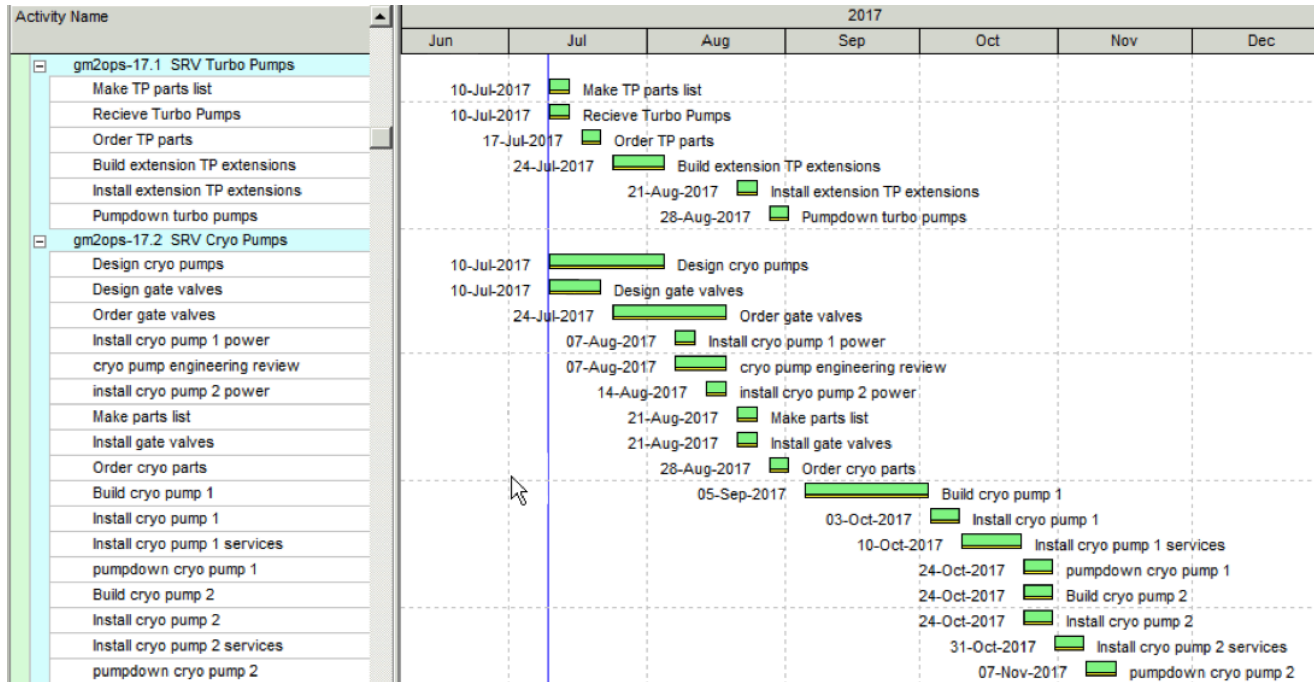 Activity Name
2017
Jun Jul Aug Sep Oct Nov Dec
gm2ops-17.1 SRV Turbo Pumps
Make TP parts list 10-Jul-2017 Make TP parts list
Recieve Turbo Pumps 10-Jul-2017 Recieve Turbo Pumps
Order TP parts 17-Jul-2017 Order TP parts
Build extension TP extensions 24-Jul-2017 Build extension TP extensions
Install extension TP extensions 21-Aug-2017 Install extension TP extensions
Pumpdown turbo pumps 28-Aug-2017 Pumpdown turbo pumps
gm2ops-17.2 SRV Cryo Pumps
Design cryo pumps 10-Jul-2017 Design cryo pumps
Design gate valves 10-Jul-2017 Design gate valves
Order gate valves 24-Jul-2017 Order gate valves
Install cryo pump 1 power 07-Aug-2017 Install cryo pump 1 power
cryo pump engineering review 07-Aug-2017 cryo pump engineering review
install cryo pump 2 power 14-Aug-2017 install cryo pump 2 power
Make parts list 21-Aug-2017 Make parts list
Install gate valves 21-Aug-2017 Install gate valves
Order cryo parts 28-Aug-2017 Order cryo parts
Build cryo pump 1 05-Sep-2017 Build cryo pump 1
Install cryo pump 1 03-Oct-2017 Install cryo pump 1
Install cryo pump 1 services 10-Oct-2017 Install cryo pump 1 services
pumpdown cryo pump 1 24-Oct-2017 pumpdown cryo pump 1
Build cryo pump 2 24-Oct-2017 Build cryo pump 2
Install cryo pump 2 24-Oct-2017 Install cryo pump 2
Install cryo pump 2 services 31-Oct-2017 Install cryo pump 2 services
pumpdown cryo pump 2 07-Nov-2017 pumpdown cryo pump 2